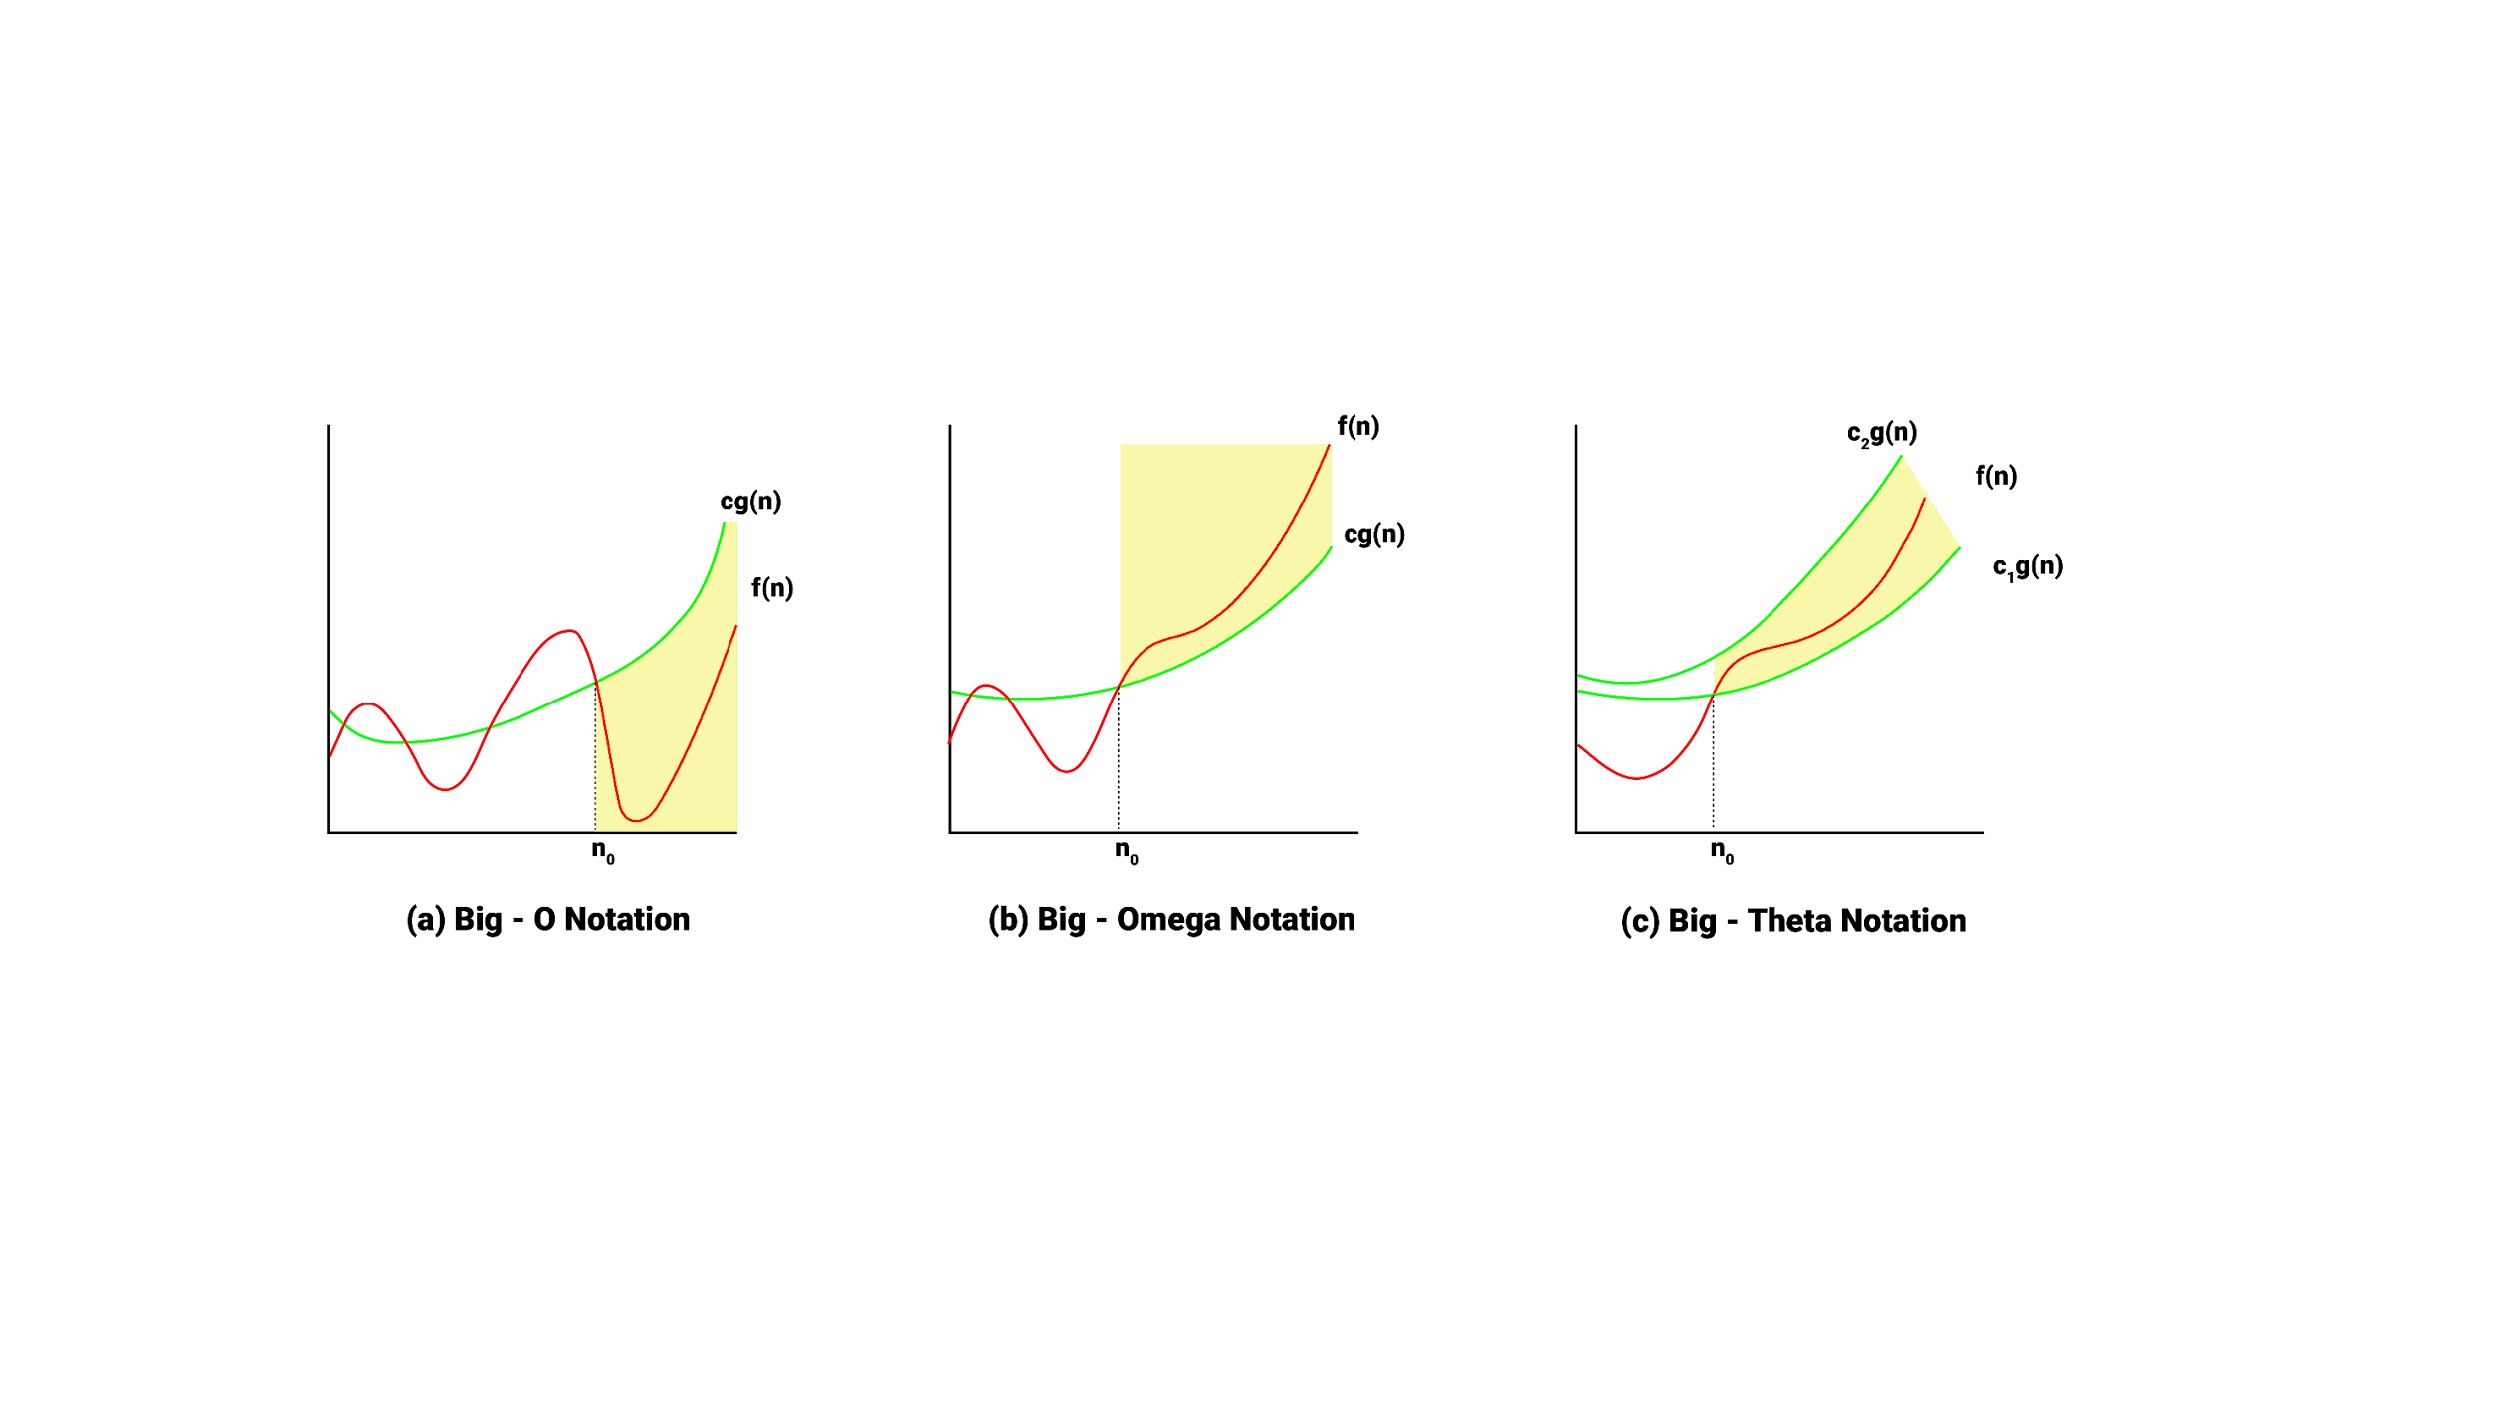 cg(n)
f(n)
n0
(a) Big - O Notation
f(n)
cg(n)
n0
(b) Big - Omega Notation
c2g(n)
f(n)
c1g(n)
n0
(c) Big - Theta Notation